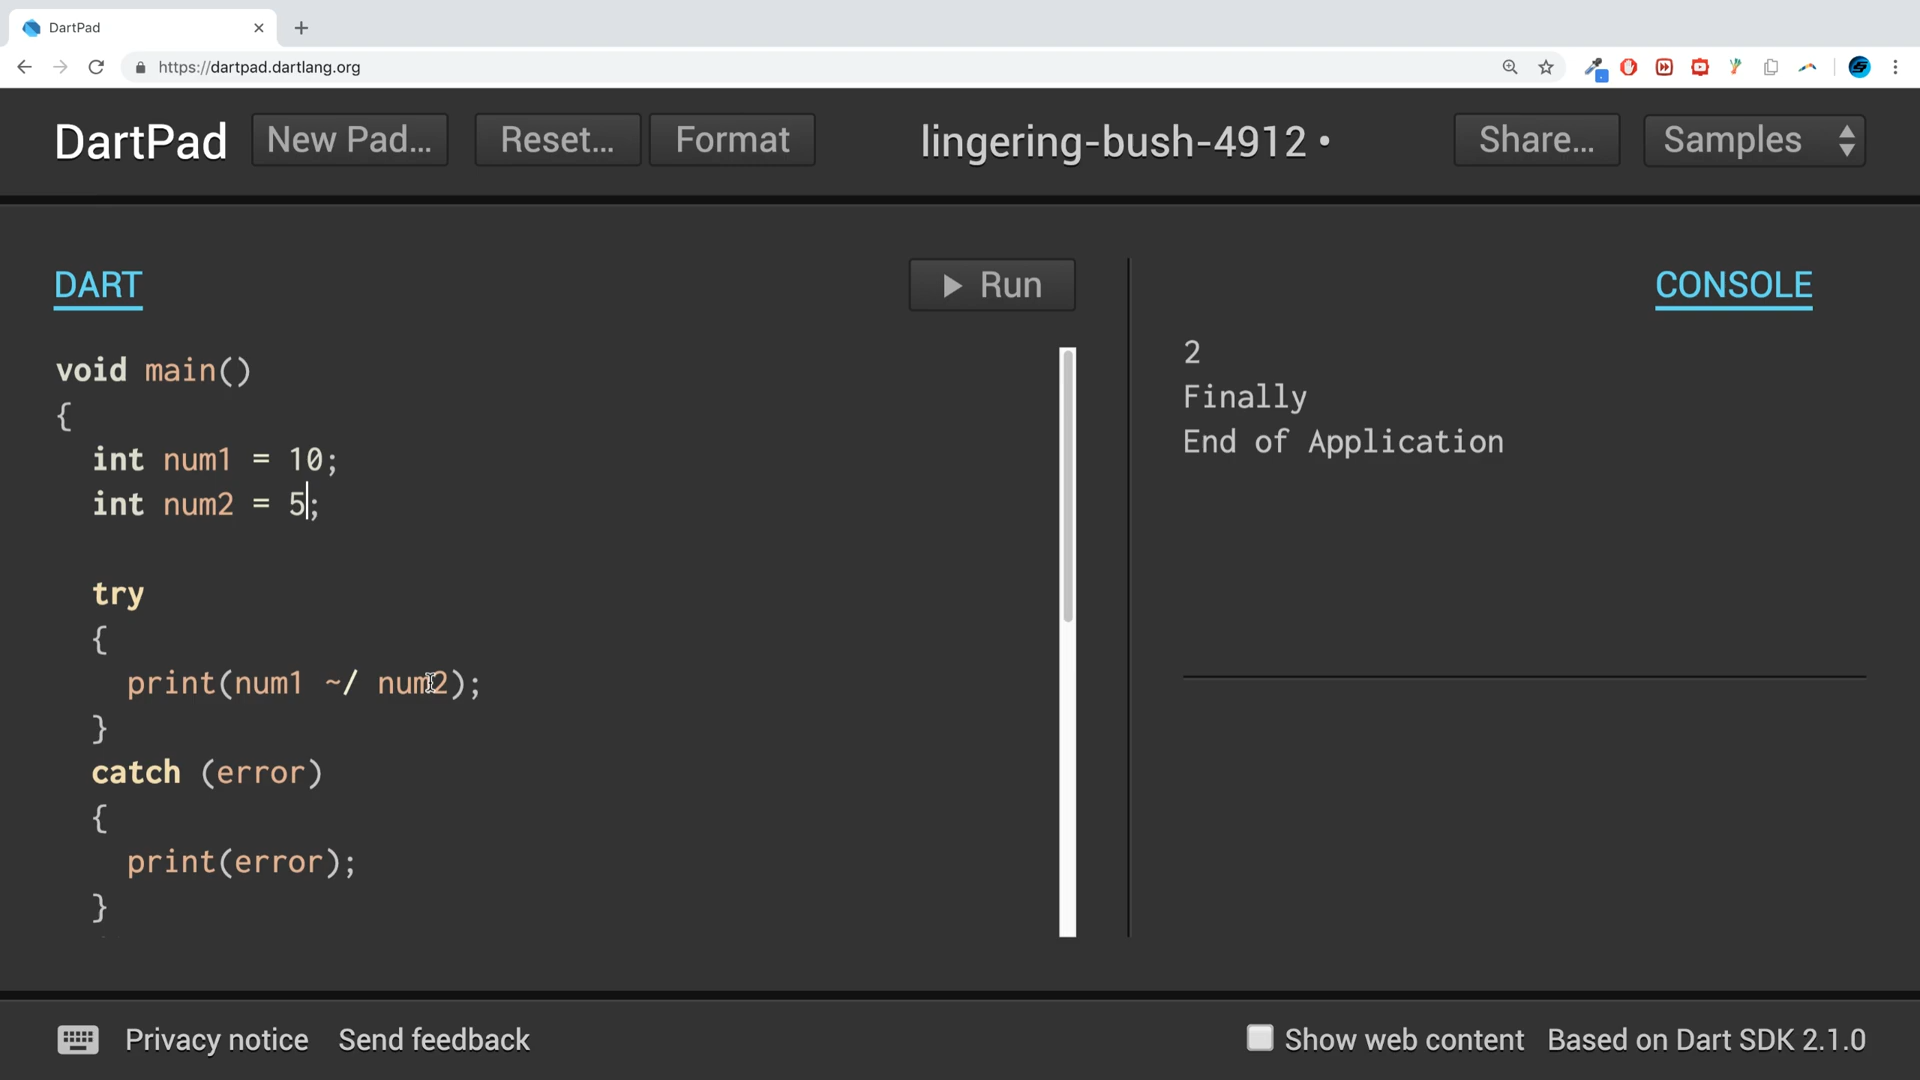 DartPad
https://dartpad.dartlang.org
DartPad
New Pad...
Reset...
Format
lingering-bush-4912 •
Share...
Samples
DART
Run
CONSOLE
void main()
{
int num1 = 10;
int num2 = 5;
try
{
print(num1 ~/ num2);
}
catch (error)
{
print(error);
}
2
Finally
End of Application
Privacy notice
Send feedback
Show web content
Based on Dart SDK 2.1.0